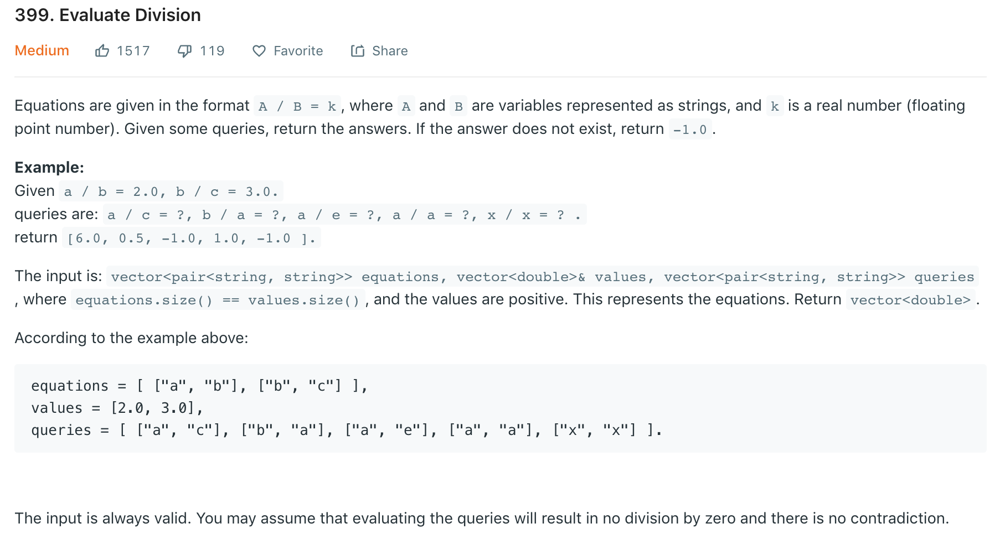 399. Evaluate Division
Medium 1517 119 Favorite Share
Equations are given in the format A / B = k, where A and B are variables represented as strings, and k is a real number (floating
point number). Given some queries, return the answers. If the answer does not exist, return -1.0.
Example:
Given a / b = 2.0, b / c = 3.0.
queries are: a / c = ?, b / a = ?, a / e = ?, a / a = ?, x / x = ? .
return [6.0, 0.5, -1.0, 1.0, -1.0 ].
The input is: vector<pair<string, string>> equations, vector<double>& values, vector<pair<string, string>> queries
, where equations.size() == values.size(), and the values are positive. This represents the equations. Return vector<double>.
According to the example above:
equations = [ ["a", "b"], ["b", "c"] ],
values = [2.0, 3.0],
queries = [ ["a", "c"], ["b", "a"], ["a", "e"], ["a", "a"], ["x", "x"] ].
The input is always valid. You may assume that evaluating the queries will result in no division by zero and there is no contradiction.